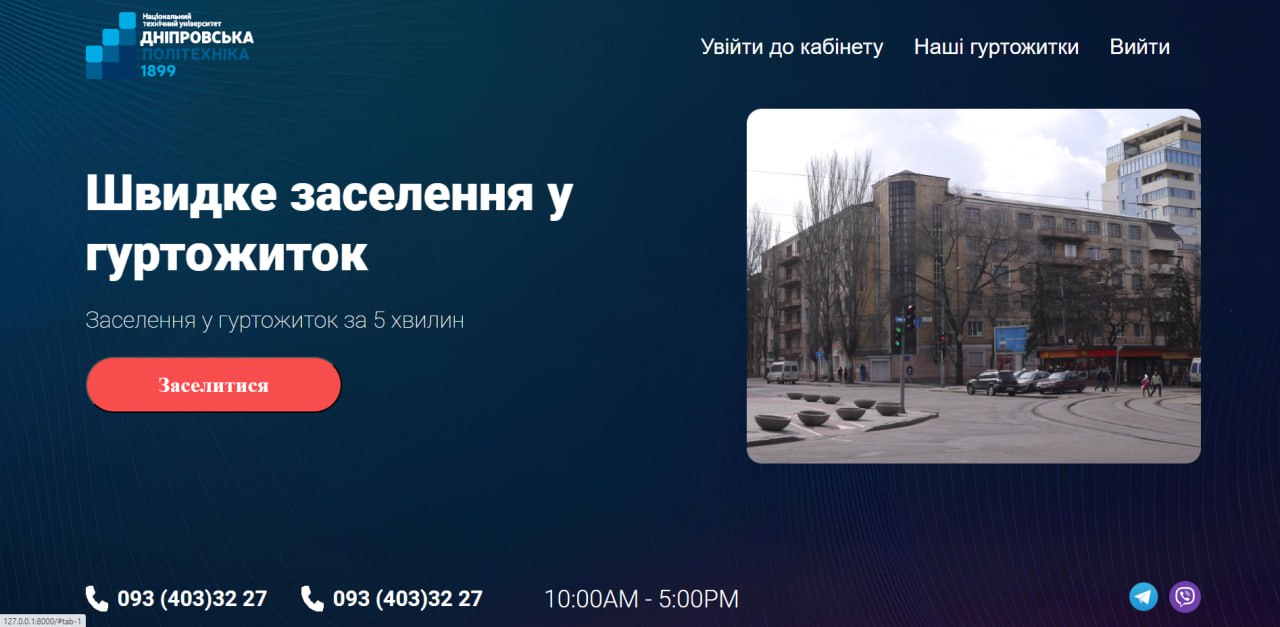 Національний
технічний університет
ДНІПРОВСЬКА
ПОЛІТЕХНІКА
1899
Увійти до кабінету
Наші гуртожитки
Вийти
Швидке заселення у
гуртожиток
Заселення у гуртожиток за 5 хвилин
Заселитися
093 (403)32 27
093 (403)32 27
10:00AM - 5:00PM
127.0.0.1:8000/#tab-1